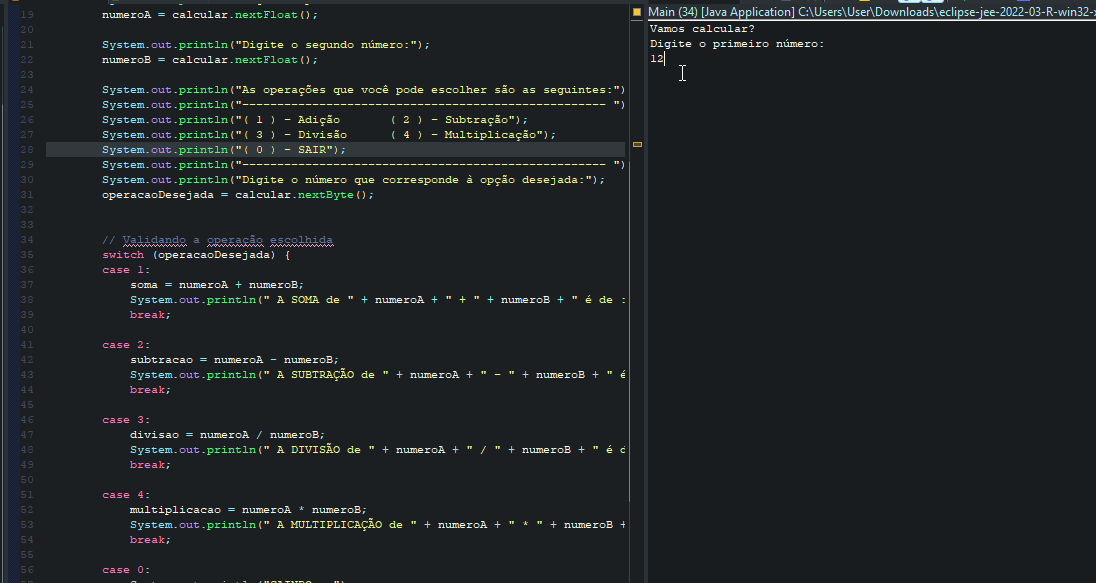 19 numeroA = calcular.nextFloat();
20
21 System.out.println("Digite o segundo número:");
22 numeroB = calcular.nextFloat();
23
24 System.out.println("As operações que você pode escolher são as seguintes:")
25 System.out.println("---------------------------------------------------- ")
26 System.out.println("( 1 ) - Adição       ( 2 ) - Subtração");
27 System.out.println("( 3 ) - Divisão      ( 4 ) - Multiplicação");
28 System.out.println("( 0 ) - SAIR");
29 System.out.println("---------------------------------------------------- ")
30 System.out.println("Digite o número que corresponde à opção desejada:");
31 operacaoDesejada = calcular.nextByte();
32
33
34 // Validando a operação escolhida
35 switch (operacaoDesejada) {
36 case 1:
37 soma = numeroA + numeroB;
38 System.out.println(" A SOMA de " + numeroA + " + " + numeroB + " é de :
39 break;
40
41 case 2:
42 subtracao = numeroA - numeroB;
43 System.out.println(" A SUBTRAÇÃO de " + numeroA + " - " + numeroB + " é
44 break;
45
46 case 3:
47 divisao = numeroA / numeroB;
48 System.out.println(" A DIVISÃO de " + numeroA + " / " + numeroB + " é d
49 break;
50
51 case 4:
52 multiplicacao = numeroA * numeroB;
53 System.out.println(" A MULTIPLICAÇÃO de " + numeroA + " * " + numeroB +
54 break;
55
56 case 0:
Main (34) [Java Application] C:\Users\User\Downloads\eclipse-jee-2022-03-R-win32-x
Vamos calcular?
Digite o primeiro número:
12